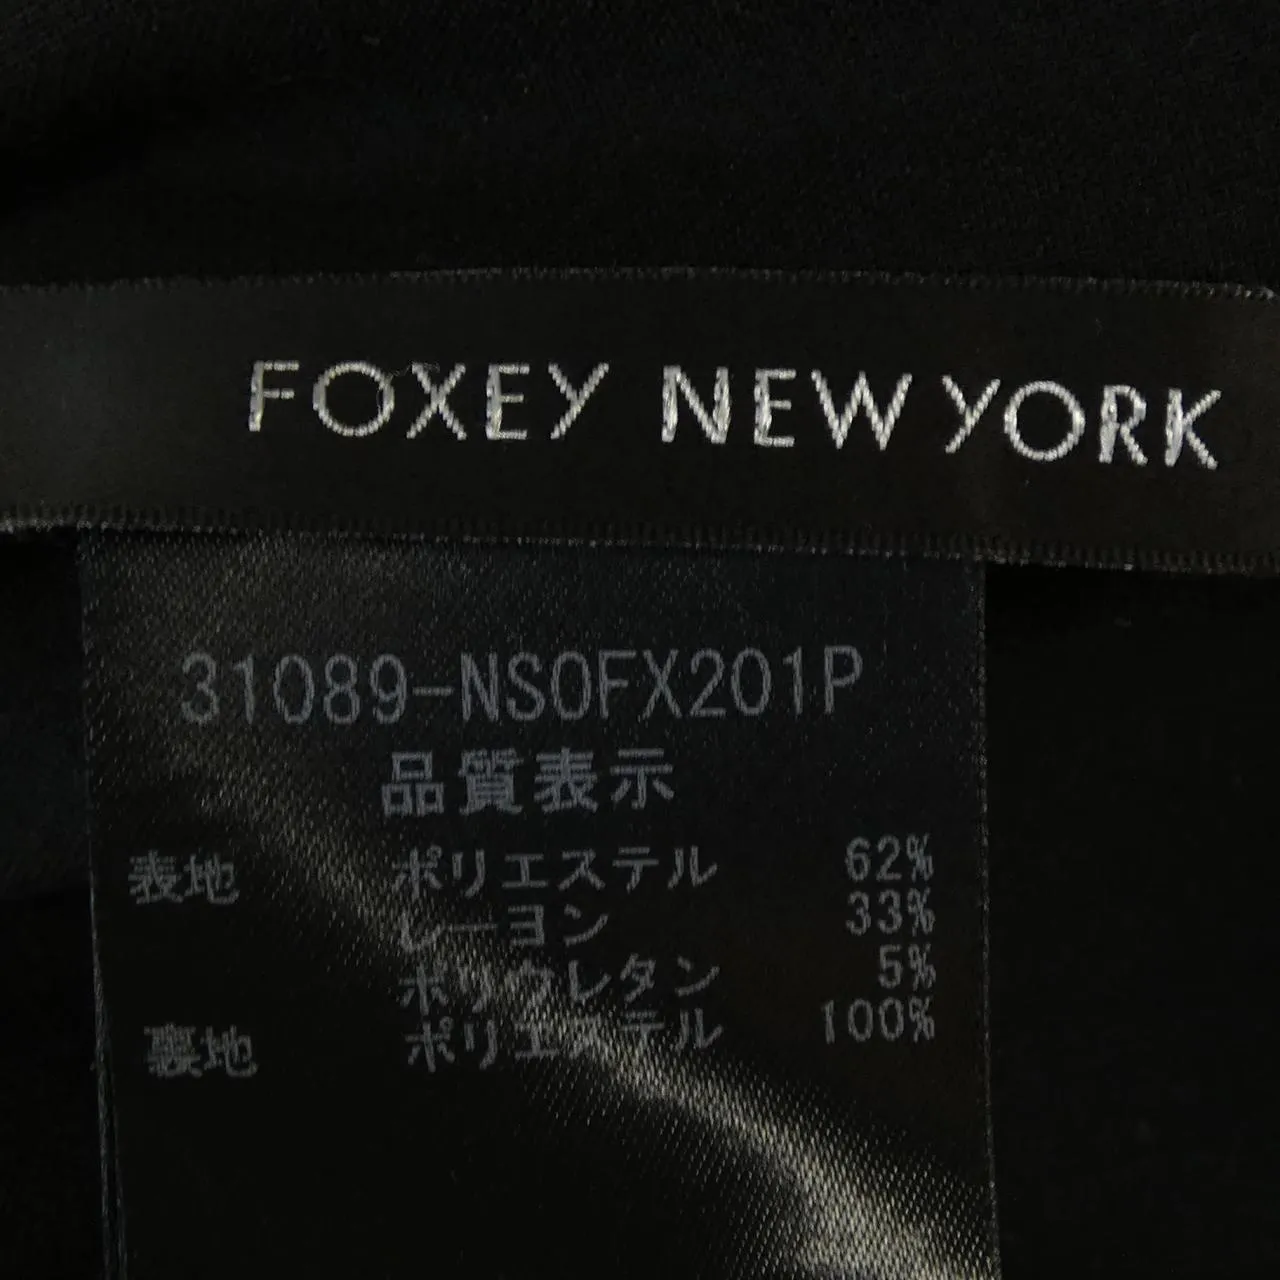 FOXEY NEW YORK
31089-NSOFX201P
品質表示
表地 ポリエステル 62%
レーヨン 33%
ポリウレタン 5%
裏地 ポリエステル 100%